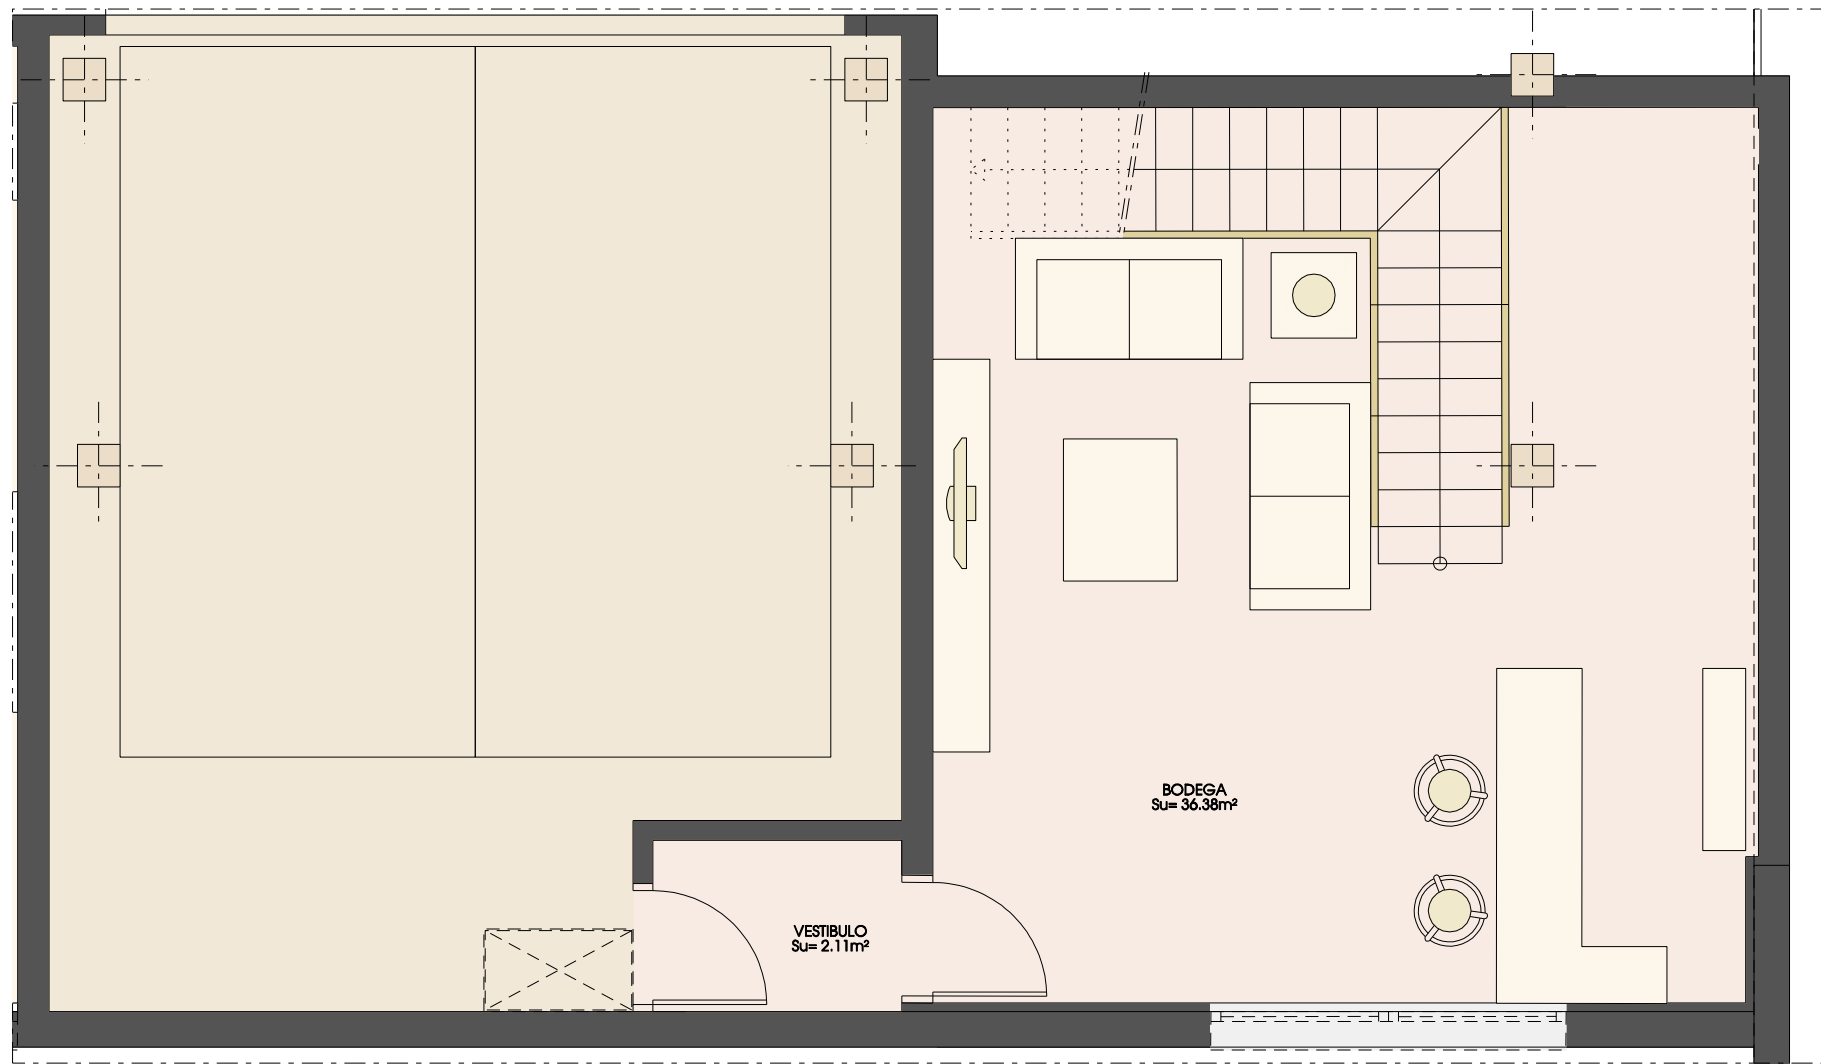 BODEGA
Su= 36.38m²
VESTIBULO
Su= 2.11m²